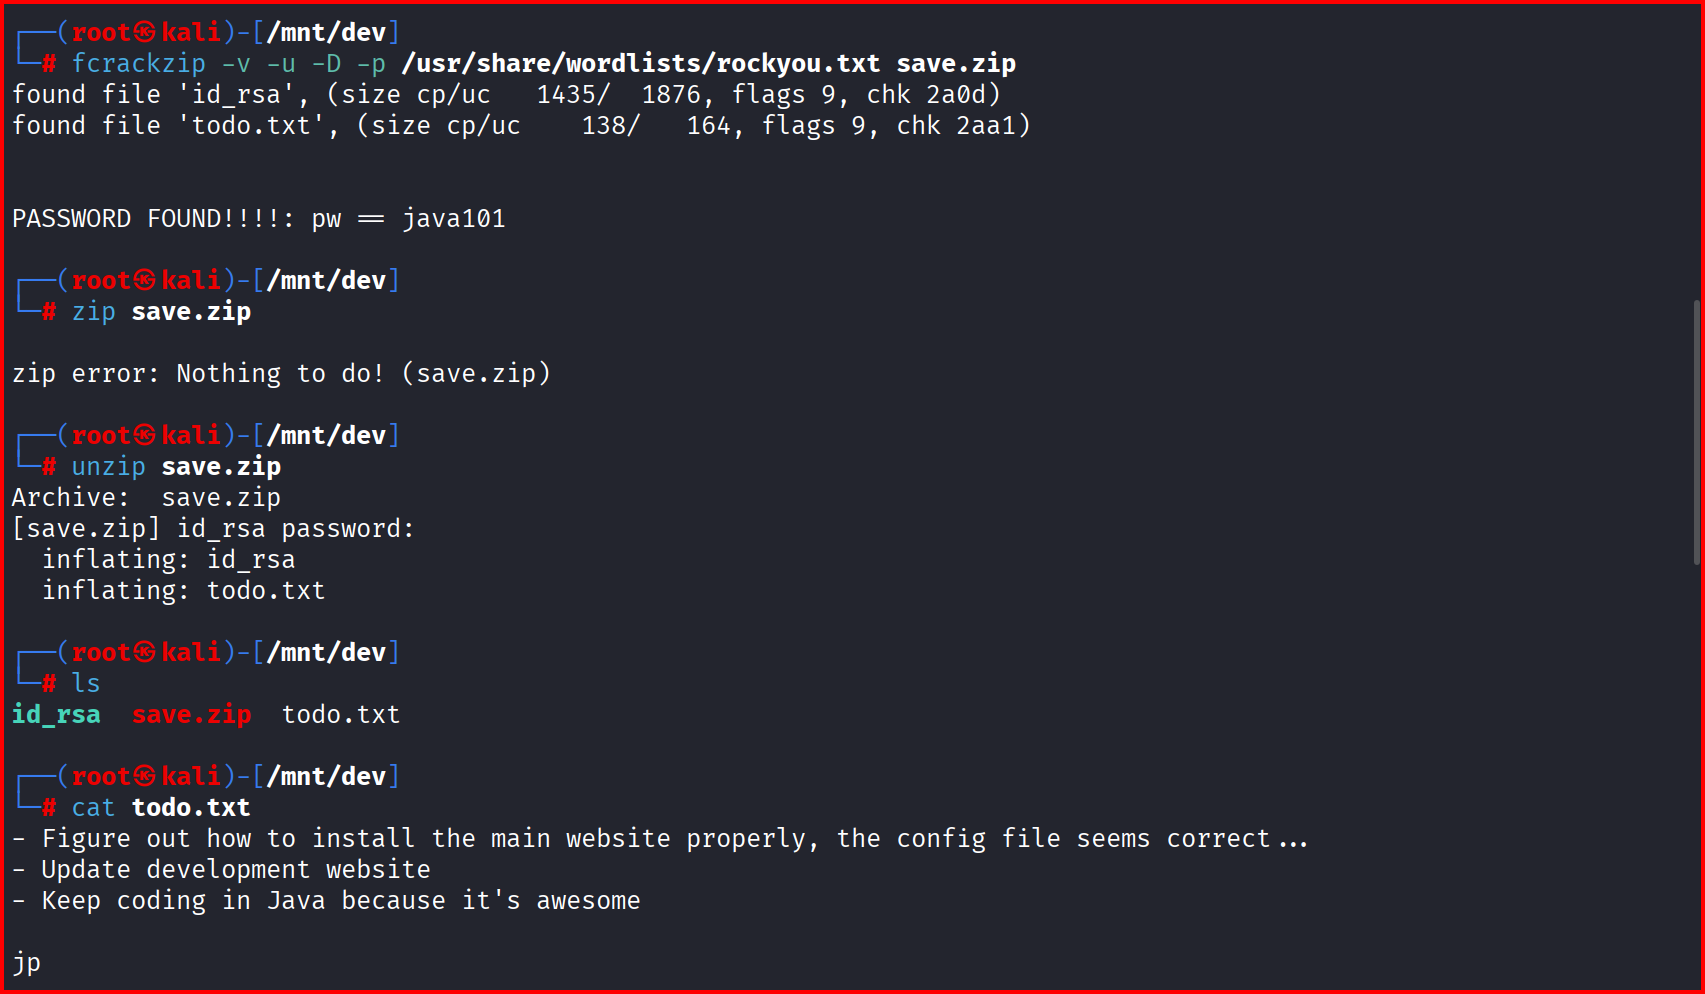 ┌──(root㉿kali)-[/mnt/dev]
└─# fcrackzip -v -u -D -p /usr/share/wordlists/rockyou.txt save.zip
found file 'id_rsa', (size cp/uc   1435/  1876, flags 9, chk 2a0d)
found file 'todo.txt', (size cp/uc    138/   164, flags 9, chk 2aa1)
PASSWORD FOUND!!!!: pw == java101
┌──(root㉿kali)-[/mnt/dev]
└─# zip save.zip
zip error: Nothing to do! (save.zip)
┌──(root㉿kali)-[/mnt/dev]
└─# unzip save.zip
Archive:  save.zip
[save.zip] id_rsa password:
  inflating: id_rsa
  inflating: todo.txt
┌──(root㉿kali)-[/mnt/dev]
└─# ls
id_rsa  save.zip  todo.txt
┌──(root㉿kali)-[/mnt/dev]
└─# cat todo.txt
- Figure out how to install the main website properly, the config file seems correct...
- Update development website
- Keep coding in Java because it's awesome
jp